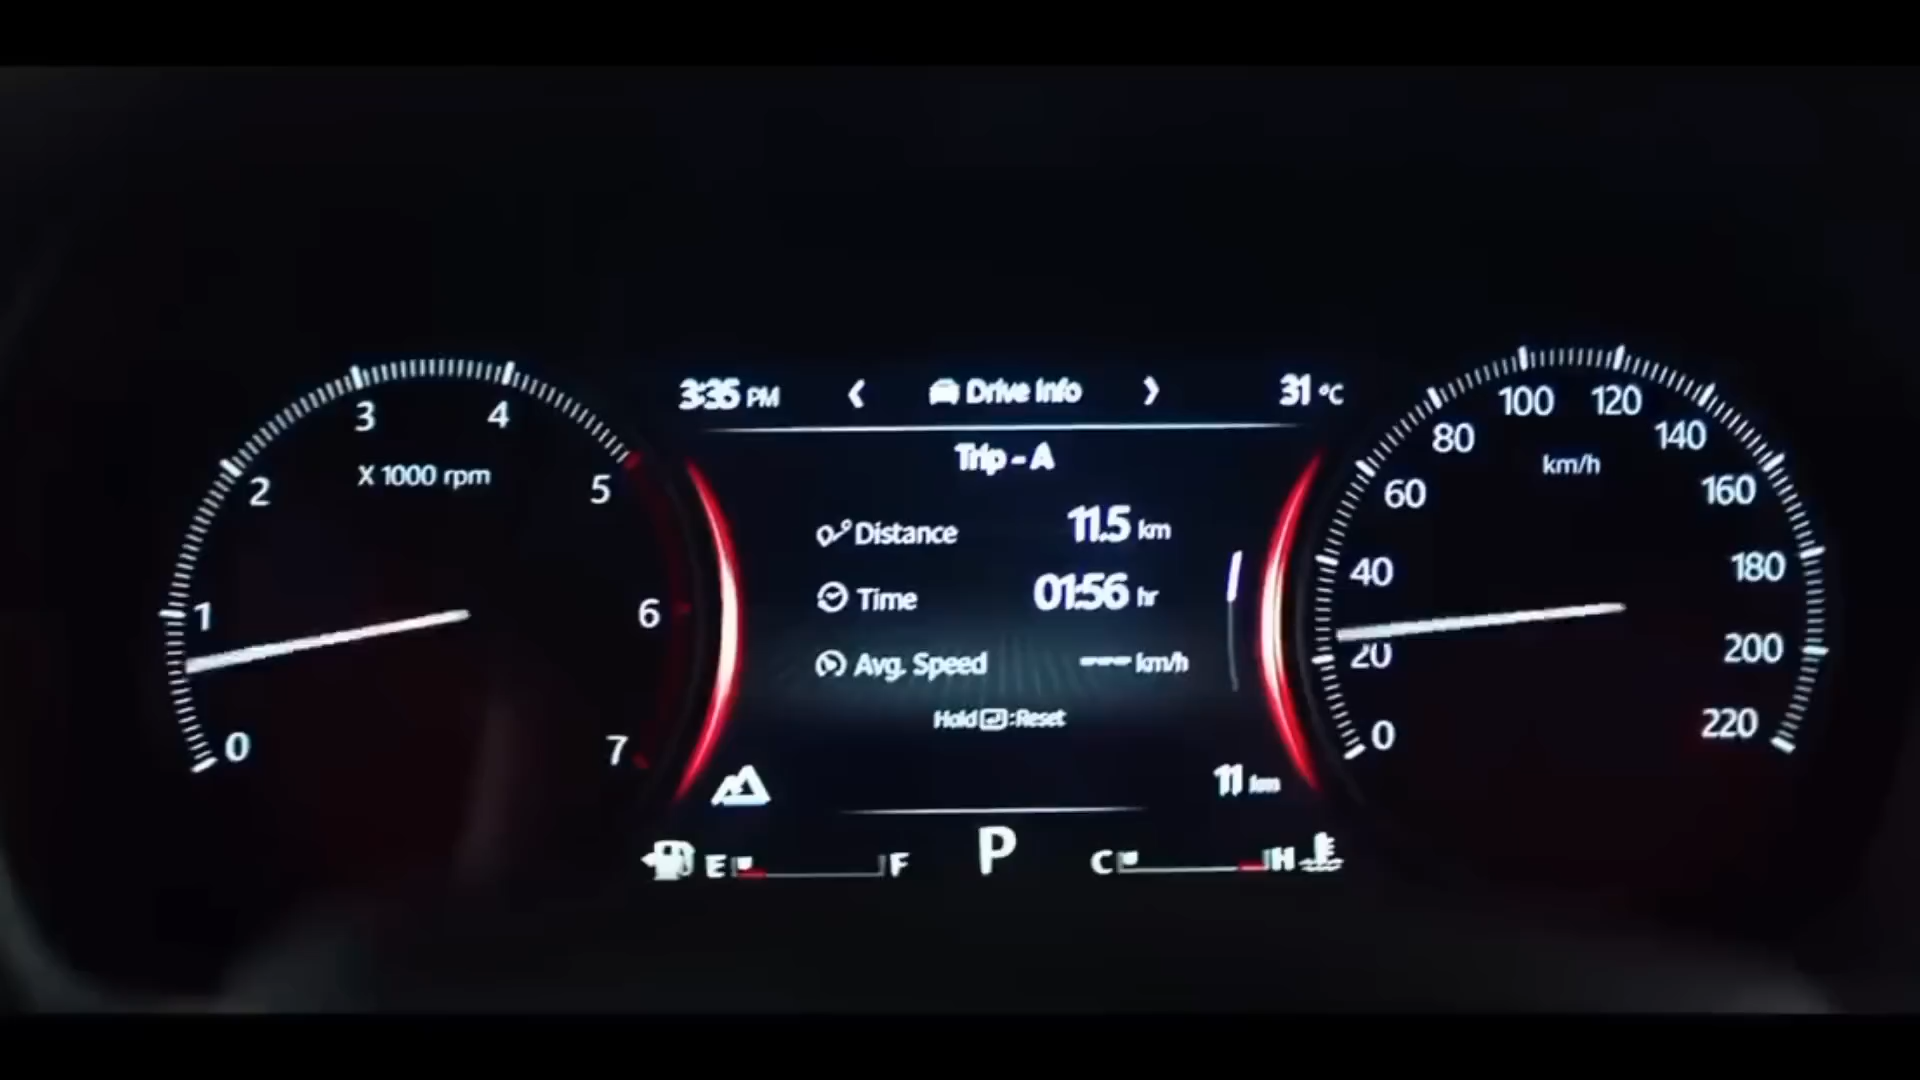 3:35 PM
Drive Info
31 °C
Trip - A
Distance 11.5 km
Time 01:56 hr
Avg. Speed --- km/h
Hold :Reset
11 km
E F
P
C H
X 1000 rpm
0
1
2
3
4
5
6
7
km/h
0
20
40
60
80
100
120
140
160
180
200
220